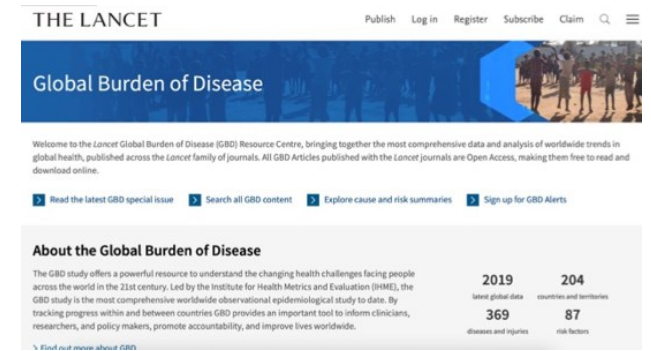 THE LANCET
Publish Log in Register Subscribe Claim
Global Burden of Disease
Welcome to the Lancet Global Burden of Disease (GBD) Resource Centre, bringing together the most comprehensive data and analysis of worldwide trends in
global health, published across the Lancet family of journals. All GBD Articles published with the Lancet journals are Open Access, making them free to read and
download online.
Read the latest GBD special issue Search all GBD content Explore cause and risk summaries Sign up for GBD Alerts
About the Global Burden of Disease
The GBD study offers a powerful resource to understand the changing health challenges facing people
across the world in the 21st century. Led by the Institute for Health Metrics and Evaluation (IHME), the
GBD study is the most comprehensive worldwide observational epidemiological study to date. By
tracking progress within and between countries GBD provides an important tool to inform clinicians,
researchers, and policy makers, promote accountability, and improve lives worldwide.
> Find out more about GBD
2019 204
latest global data countries and territories
369 87
diseases and injuries risk factors